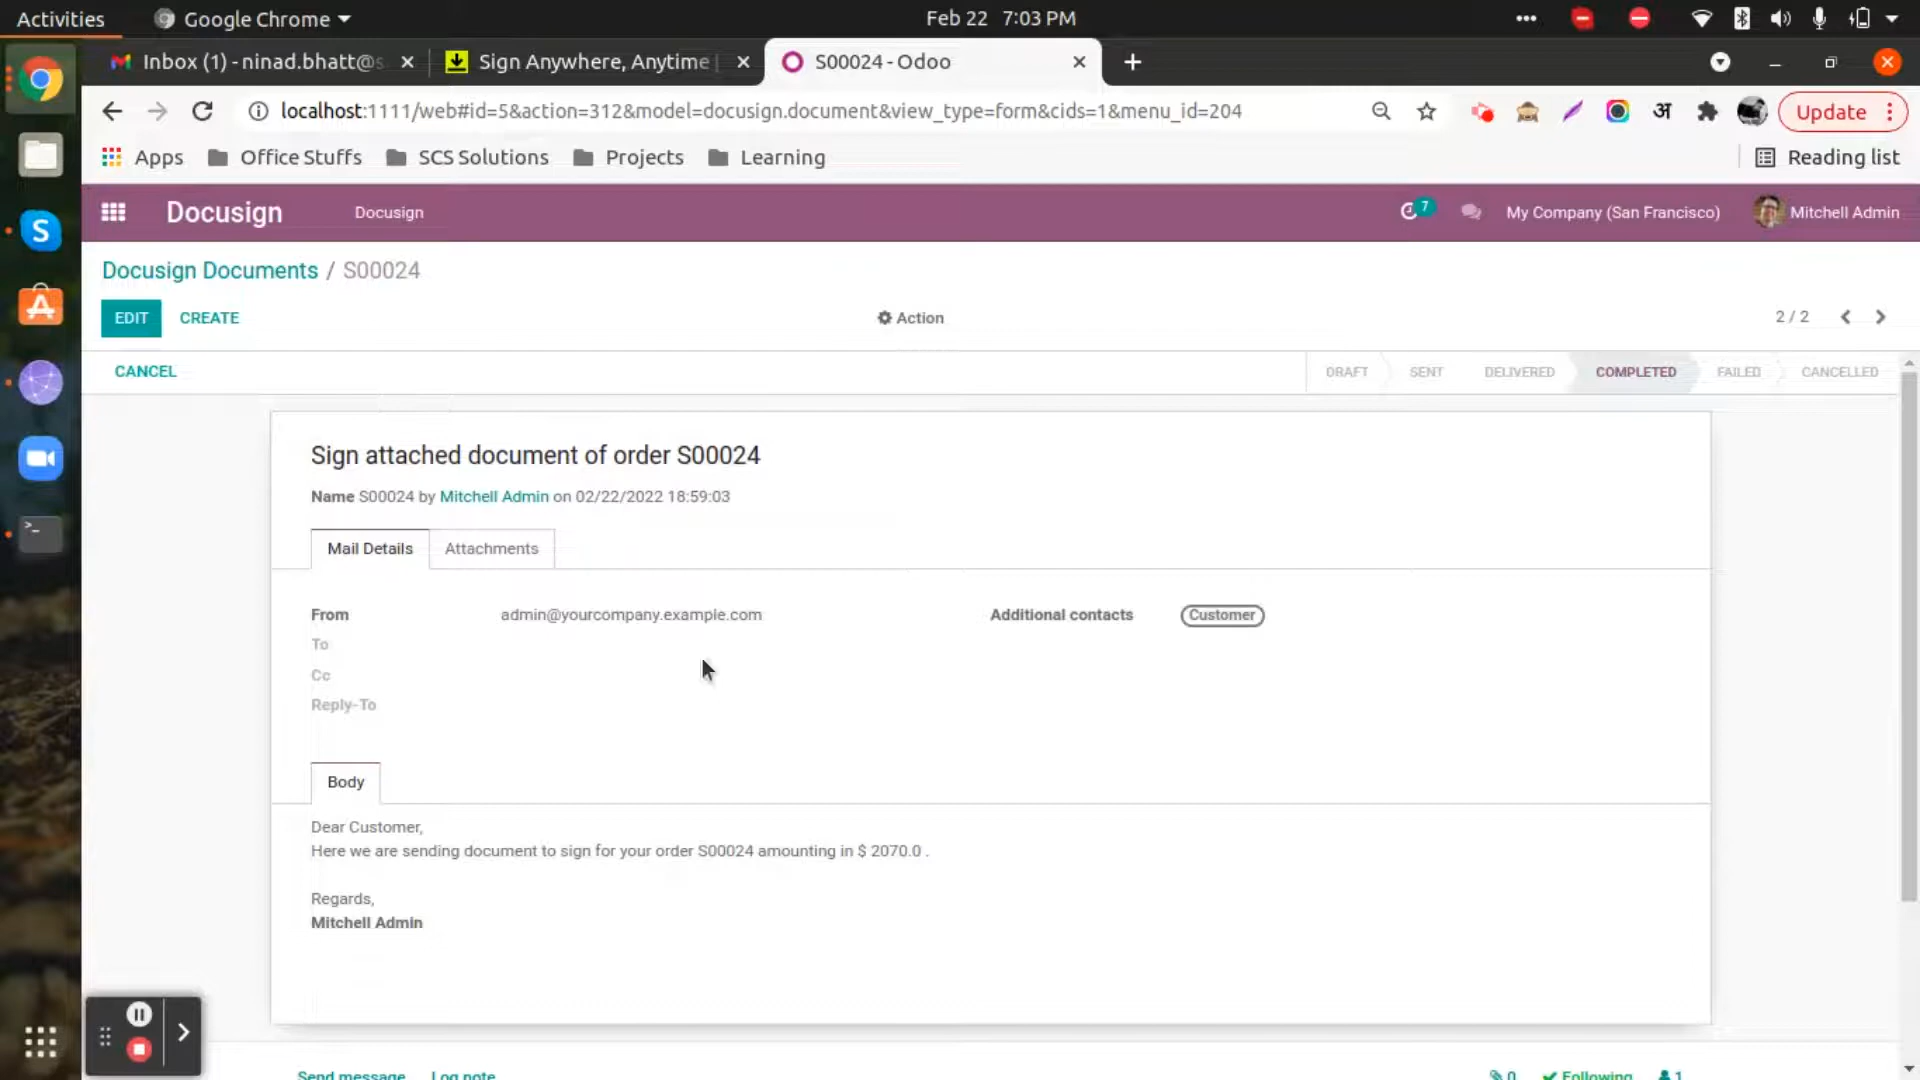 Activities
Google Chrome
Feb 22 7:03 PM
Inbox (1) - ninad.bhatt@s
Sign Anywhere, Anytime |
S00024 - Odoo
localhost:1111/web#id=5&action=312&model=docusign.document&view_type=form&cids=1&menu_id=204
अ
Update
Apps
Office Stuffs
SCS Solutions
Projects
Learning
Reading list
Docusign
Docusign
7
My Company (San Francisco)
Mitchell Admin
Docusign Documents / S00024
EDIT
CREATE
Action
2 / 2
CANCEL
DRAFT
SENT
DELIVERED
COMPLETED
FAILED
CANCELLED
Sign attached document of order S00024
Name S00024 by Mitchell Admin on 02/22/2022 18:59:03
Mail Details
Attachments
From
admin@yourcompany.example.com
Additional contacts
Customer
To
Cc
Reply-To
Body
Dear Customer,
Here we are sending document to sign for your order S00024 amounting in $ 2070.0 .
Regards,
Mitchell Admin
Send message
Log note
0
Following
1